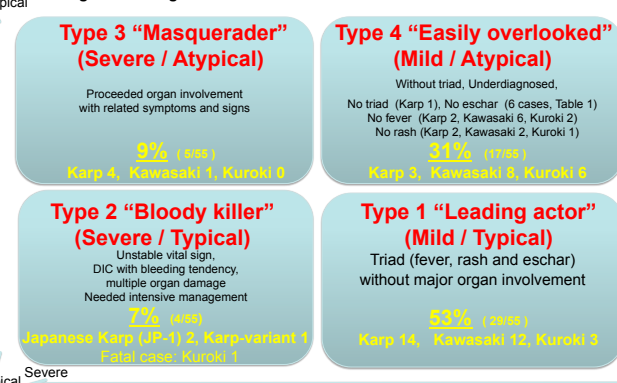 pical
Type 3 “Masquerader”
(Severe / Atypical)
Proceeded organ involvement
with related symptoms and signs
9% ( 5/55 )
Karp 4, Kawasaki 1, Kuroki 0
Type 4 “Easily overlooked”
(Mild / Atypical)
Without triad, Underdiagnosed,
No triad (Karp 1), No eschar (6 cases, Table 1)
No fever (Karp 2, Kawasaki 6, Kuroki 2)
No rash (Karp 2, Kawasaki 2, Kuroki 1)
31% (17/55 )
Karp 3, Kawasaki 8, Kuroki 6
Type 2 “Bloody killer”
(Severe / Typical)
Unstable vital sign,
DIC with bleeding tendency,
multiple organ damage
Needed intensive management
7% (4/55)
Japanese Karp (JP-1) 2, Karp-variant 1
Fatal case: Kuroki 1
Type 1 “Leading actor”
(Mild / Typical)
Triad (fever, rash and eschar)
without major organ involvement
53% ( 29/55 )
Karp 14, Kawasaki 12, Kuroki 3
Severe
pical